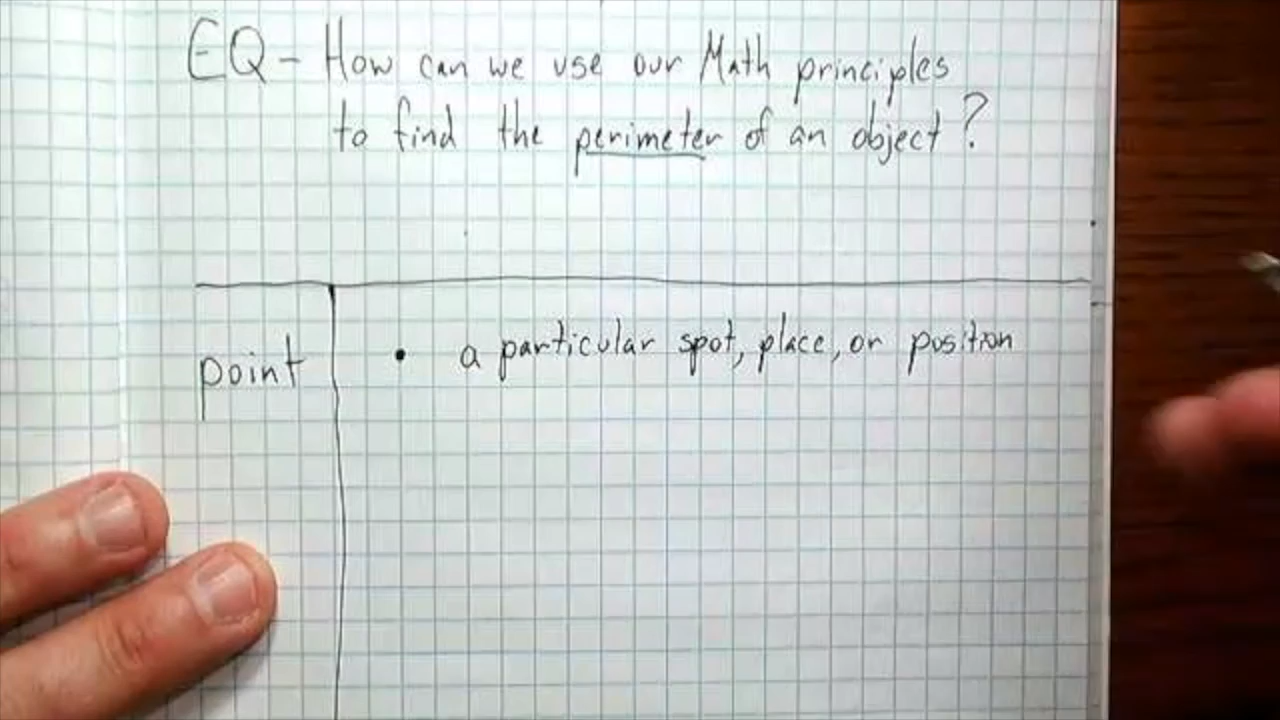 EQ - How can we use our Math principles
to find the perimeter of an object?
point • a particular spot, place, or position